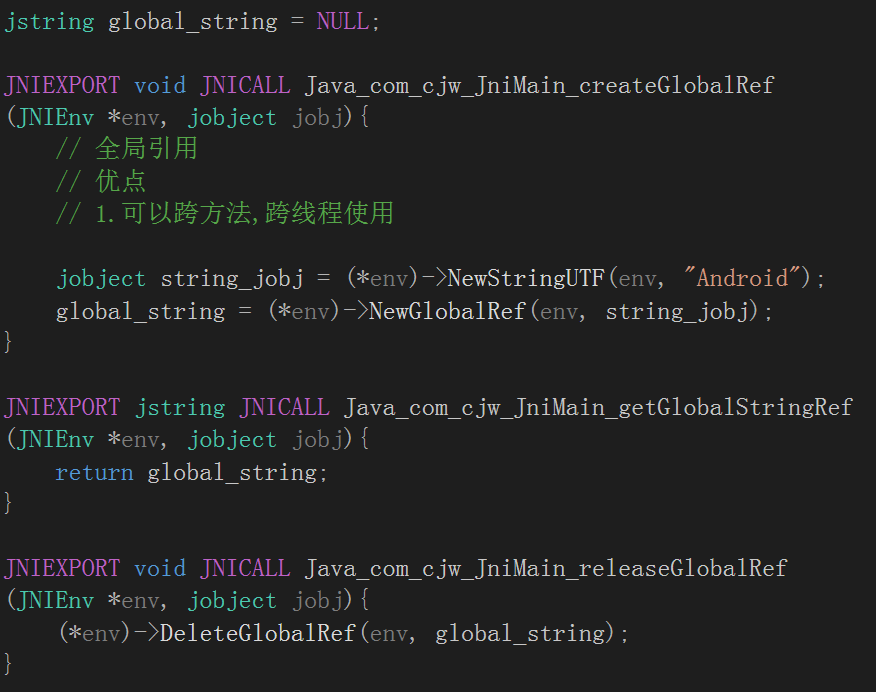 jstring global_string = NULL;
JNIEXPORT void JNICALL Java_com_cjw_JniMain_createGlobalRef
(JNIEnv *env, jobject jobj){
// 全局引用
// 优点
// 1.可以跨方法,跨线程使用
jobject string_jobj = (*env)->NewStringUTF(env, "Android");
global_string = (*env)->NewGlobalRef(env, string_jobj);
}
JNIEXPORT jstring JNICALL Java_com_cjw_JniMain_getGlobalStringRef
(JNIEnv *env, jobject jobj){
return global_string;
}
JNIEXPORT void JNICALL Java_com_cjw_JniMain_releaseGlobalRef
(JNIEnv *env, jobject jobj){
(*env)->DeleteGlobalRef(env, global_string);
}